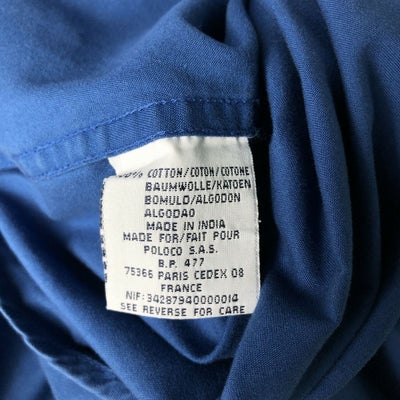 100% COTTON/COTON/COTONE
BAUMWOLLE/KATOEN
BOMULD/ALGODON
ALGODAO
MADE IN INDIA
MADE FOR/FAIT POUR
POLOCO S.A.S.
B.P. 477
75366 PARIS CEDEX 08
FRANCE
NIF: 34287940000014
SEE REVERSE FOR CARE